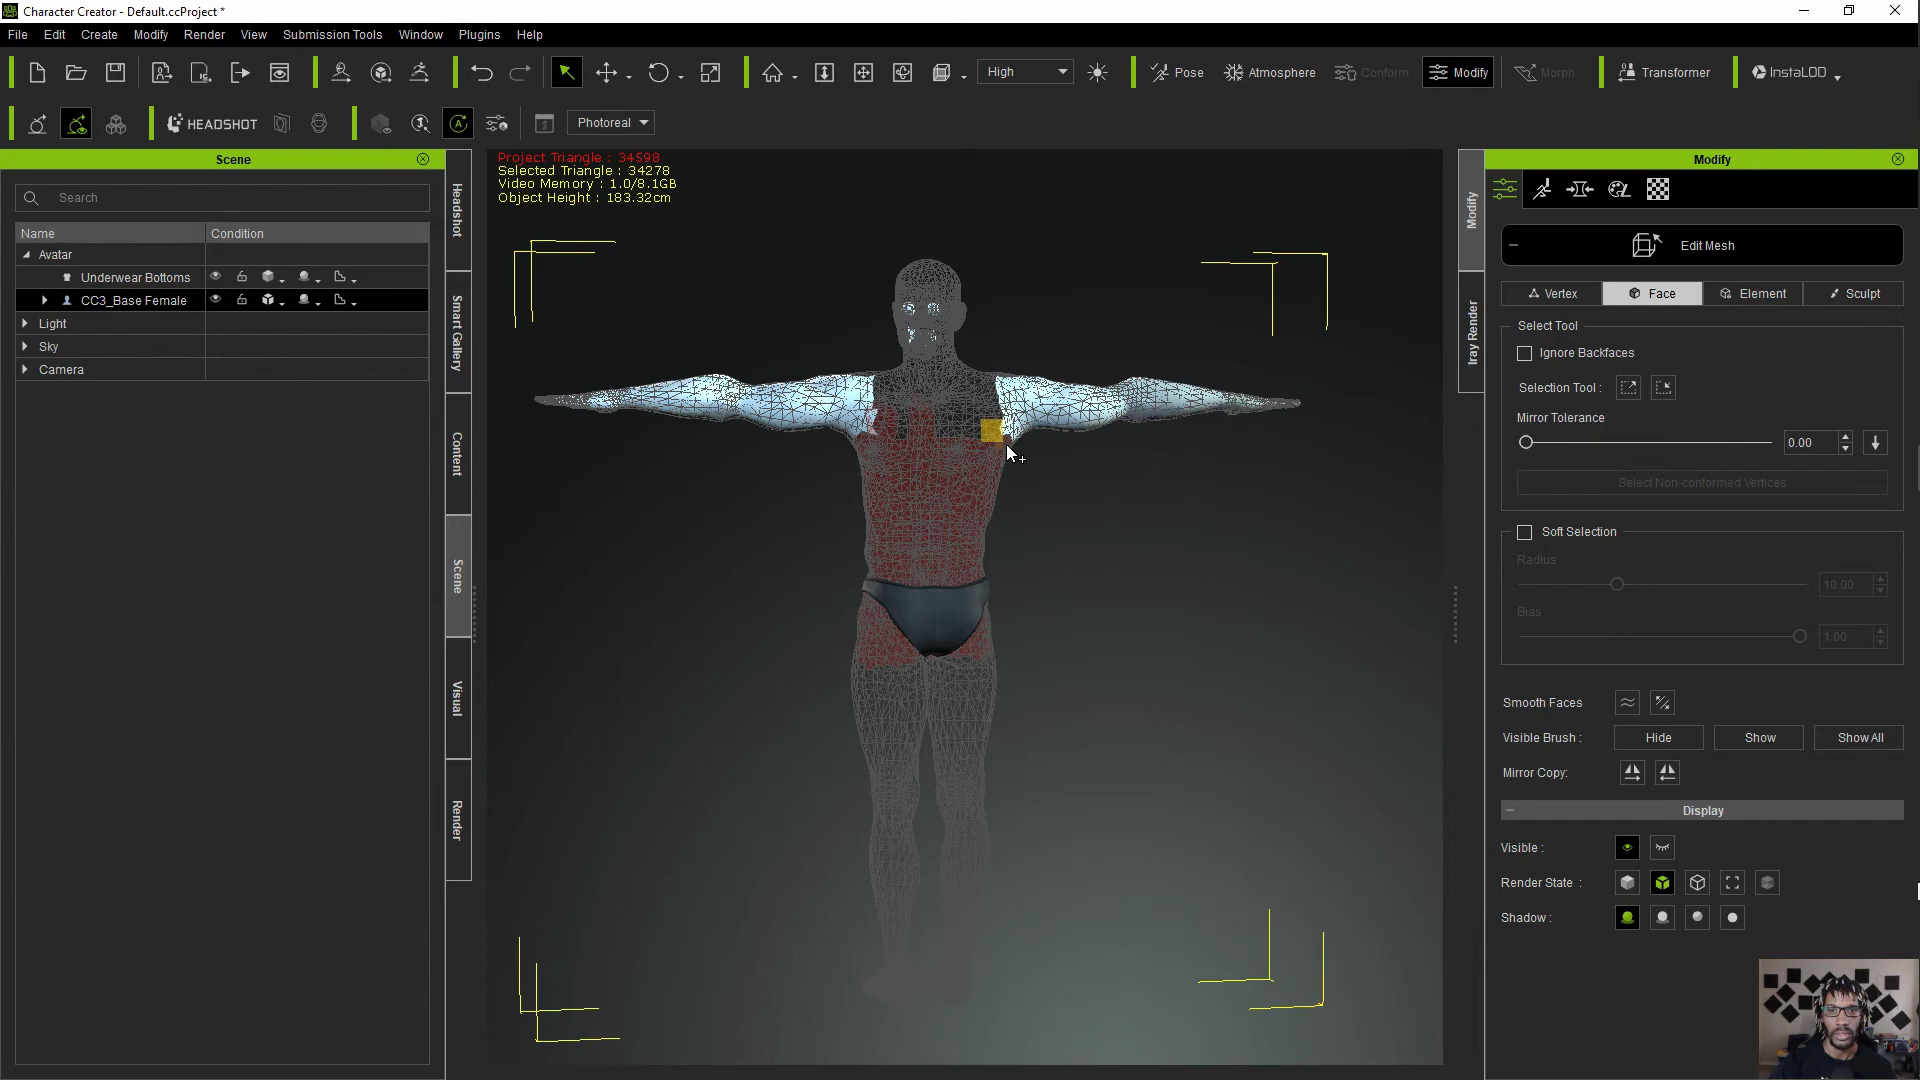 Character Creator - Default.ccProject *
File Edit Create Modify Render View Submission Tools Window Plugins Help
High Pose Atmosphere Conform Modify Morph Transformer InstaLOD
HEADSHOT Photoreal
Scene
Search
Name Condition
Avatar
Underwear Bottoms
CC3_Base Female
Light
Sky
Camera
Headshot
Smart Gallery
Content
Scene
Visual
Render
Project Triangle : 34598
Selected Triangle : 34278
Video Memory : 1.0/8.1GB
Object Height : 183.32cm
Modify
Iray Render
Modify
Edit Mesh
Vertex Face Element Sculpt
Select Tool
Ignore Backfaces
Selection Tool :
Mirror Tolerance
0.00
Select Non-conformed Vertices
Soft Selection
Radius
10.00
Bias
1.00
Smooth Faces
Visible Brush : Hide Show Show All
Mirror Copy:
Display
Visible :
Render State :
Shadow :